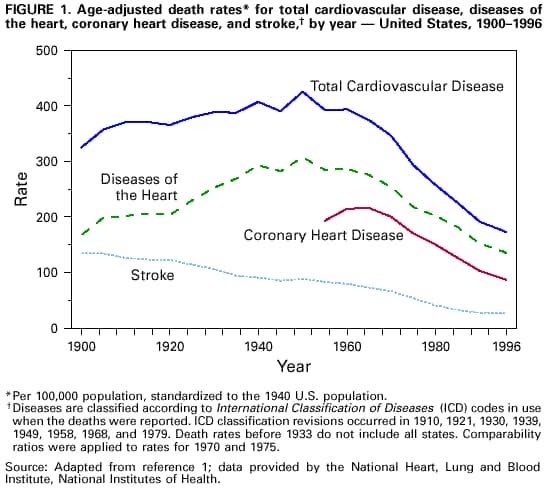 FIGURE 1. Age-adjusted death rates* for total cardiovascular disease, diseases of
the heart, coronary heart disease, and stroke,† by year — United States, 1900–1996
500
Total Cardiovascular Disease
400
300
Diseases of
the Heart
Rate
200
Coronary Heart Disease
Stroke
100
0
1900 1920 1940 1960 1980 1996
Year
*Per 100,000 population, standardized to the 1940 U.S. population.
†Diseases are classified according to International Classification of Diseases (ICD) codes in use
when the deaths were reported. ICD classification revisions occurred in 1910, 1921, 1930, 1939,
1949, 1958, 1968, and 1979. Death rates before 1933 do not include all states. Comparability
ratios were applied to rates for 1970 and 1975.
Source: Adapted from reference 1; data provided by the National Heart, Lung and Blood
Institute, National Institutes of Health.